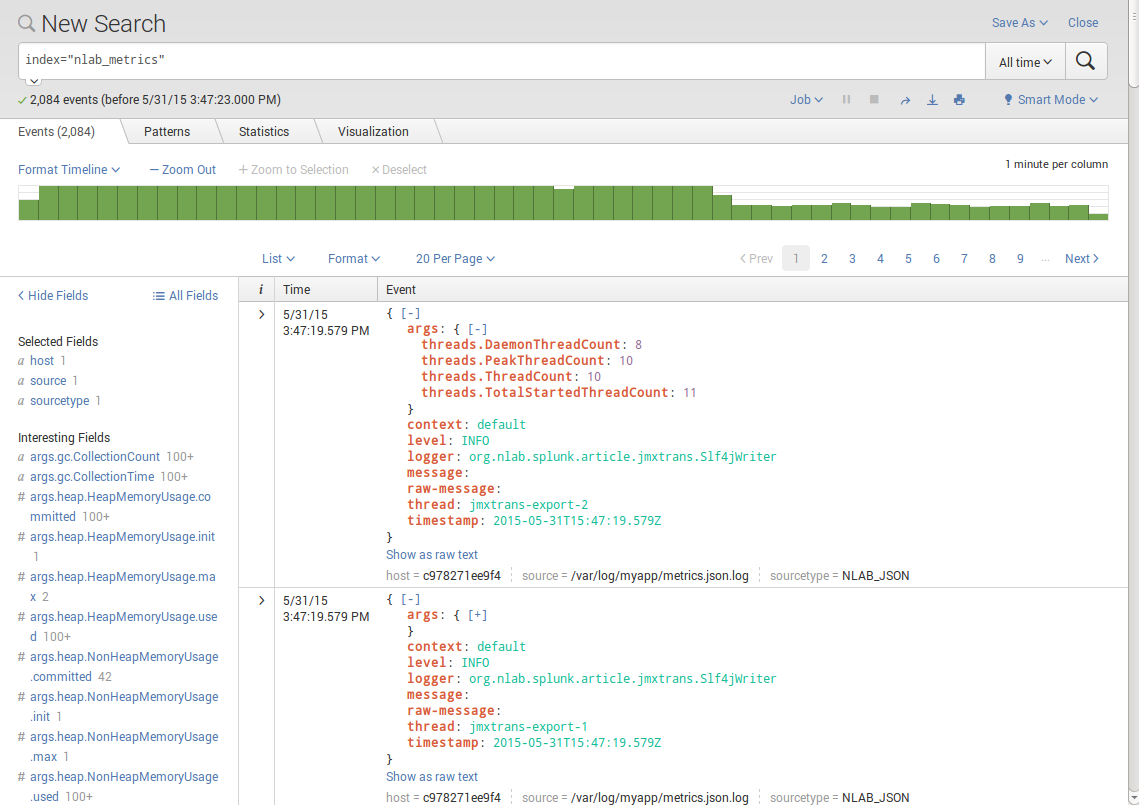 New Search
Save As
Close
index="nlab_metrics"
All time
2,084 events (before 5/31/15 3:47:23.000 PM)
Job
Smart Mode
Events (2,084)
Patterns
Statistics
Visualization
Format Timeline
— Zoom Out
+ Zoom to Selection
× Deselect
1 minute per column
List
Format
20 Per Page
< Prev 1 2 3 4 5 6 7 8 9 ... Next >
< Hide Fields
All Fields
Selected Fields
a host 1
a source 1
a sourcetype 1
Interesting Fields
a args.gc.CollectionCount 100+
a args.gc.CollectionTime 100+
# args.heap.HeapMemoryUsage.co
mmitted 100+
# args.heap.HeapMemoryUsage.init
1
# args.heap.HeapMemoryUsage.ma
x 2
# args.heap.HeapMemoryUsage.use
d 100+
# args.heap.NonHeapMemoryUsage
.committed 42
# args.heap.NonHeapMemoryUsage
.init 1
# args.heap.NonHeapMemoryUsage
.max 1
# args.heap.NonHeapMemoryUsage
.used 100+
i Time Event
> 5/31/15
3:47:19.579 PM
{ [-]
args: { [-]
threads.DaemonThreadCount: 8
threads.PeakThreadCount: 10
threads.ThreadCount: 10
threads.TotalStartedThreadCount: 11
}
context: default
level: INFO
logger: org.nlab.splunk.article.jmxtrans.Slf4jWriter
message:
raw-message:
thread: jmxtrans-export-2
timestamp: 2015-05-31T15:47:19.579Z
}
Show as raw text
host = c978271ee9f4 source = /var/log/myapp/metrics.json.log sourcetype = NLAB_JSON
> 5/31/15
3:47:19.579 PM
{ [-]
args: { [+]
}
context: default
level: INFO
logger: org.nlab.splunk.article.jmxtrans.Slf4jWriter
message:
raw-message:
thread: jmxtrans-export-1
timestamp: 2015-05-31T15:47:19.579Z
}
Show as raw text
host = c978271ee9f4 source = /var/log/myapp/metrics.json.log sourcetype = NLAB_JSON